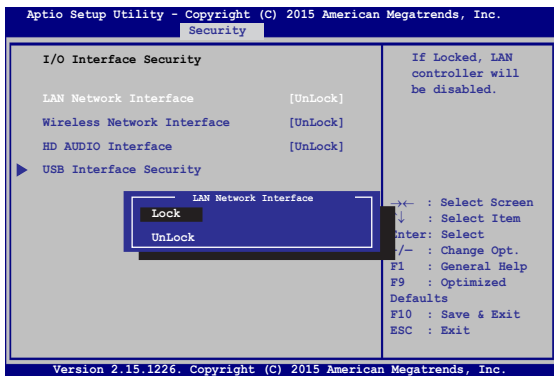 Aptio Setup Utility - Copyright (C) 2015 American Megatrends, Inc.
Security
I/O Interface Security
LAN Network Interface [UnLock]
Wireless Network Interface [UnLock]
HD AUDIO Interface [UnLock]
USB Interface Security
If Locked, LAN
controller will
be disabled.
LAN Network Interface
Lock
UnLock
→← : Select Screen
↓ : Select Item
nter: Select
/— : Change Opt.
F1 : General Help
F9 : Optimized
Defaults
F10 : Save & Exit
ESC : Exit
Version 2.15.1226. Copyright (C) 2015 American Megatrends, Inc.